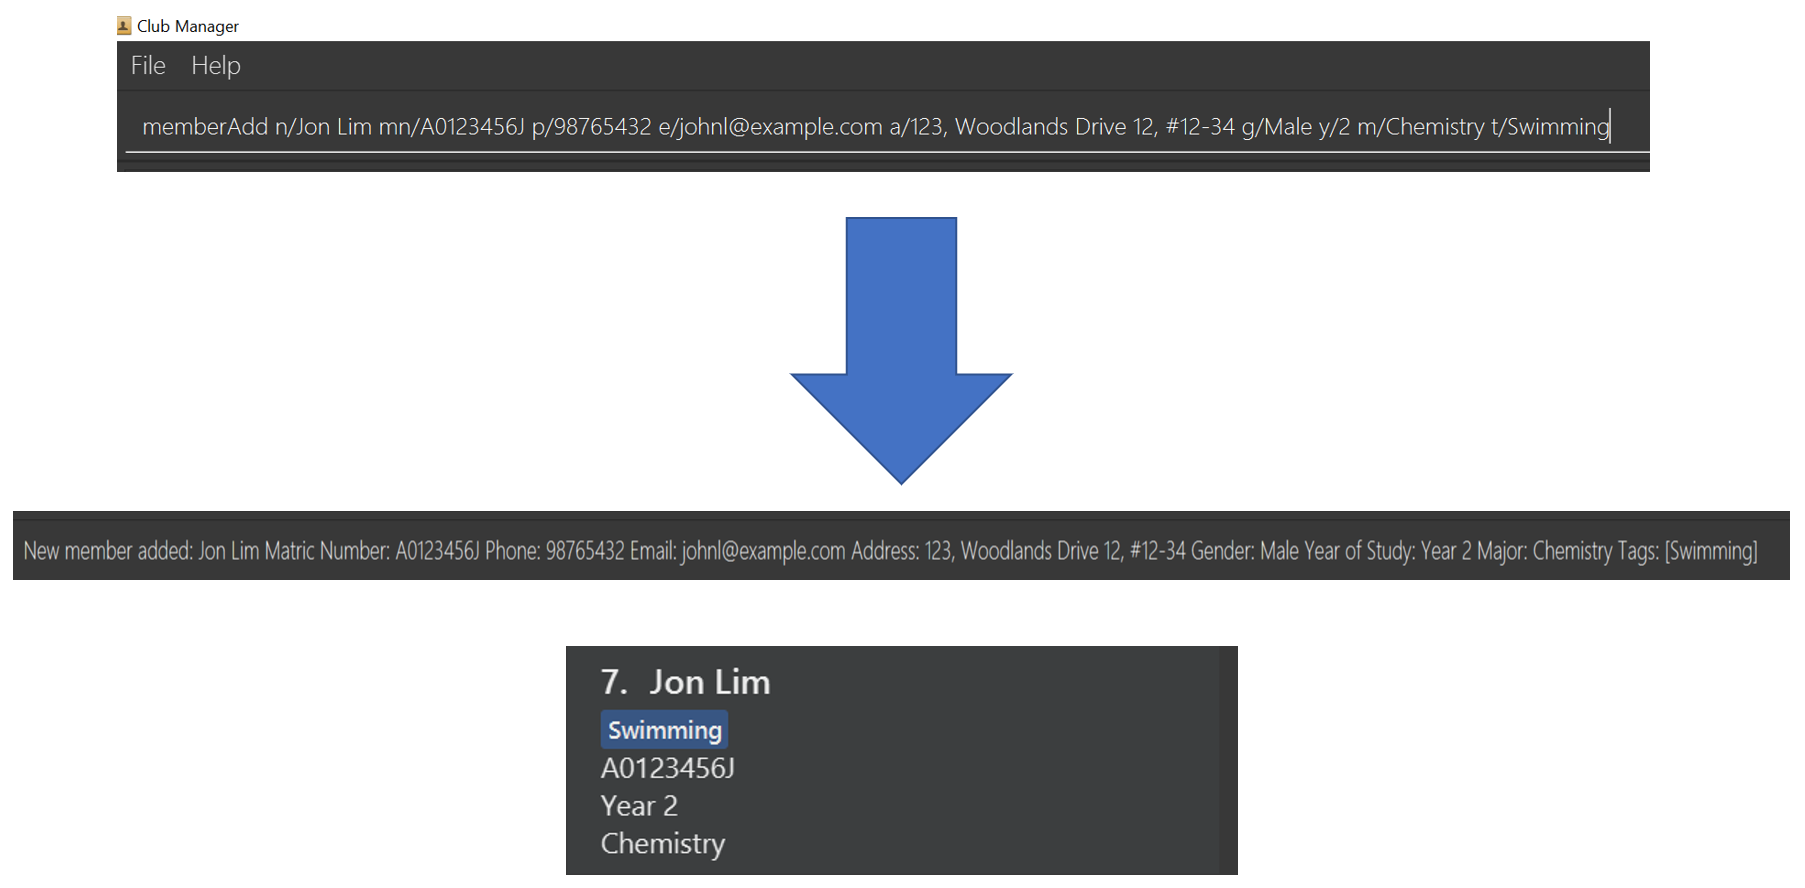 Club Manager
File Help
memberAdd n/Jon Lim mn/A0123456J p/98765432 e/johnl@example.com a/123, Woodlands Drive 12, #12-34 g/Male y/2 m/Chemistry t/Swimming
New member added: Jon Lim Matric Number: A0123456J Phone: 98765432 Email: johnl@example.com Address: 123, Woodlands Drive 12, #12-34 Gender: Male Year of Study: Year 2 Major: Chemistry Tags: [Swimming]
7. Jon Lim
Swimming
A0123456J
Year 2
Chemistry